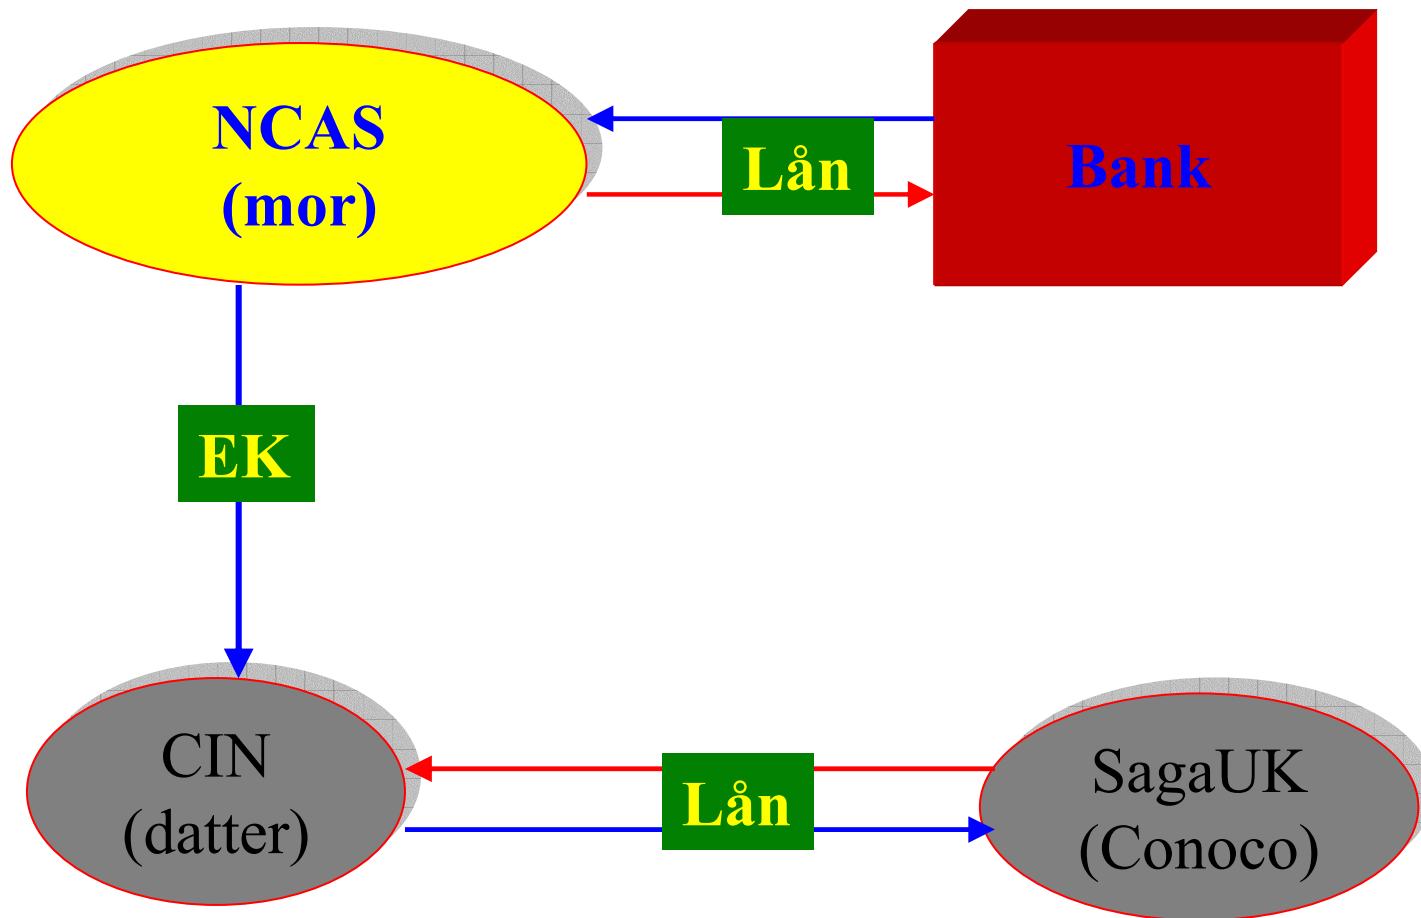 NCAS
(mor)
Lån
Bank
EK
CIN
(datter)
Lån
SagaUK
(Conoco)